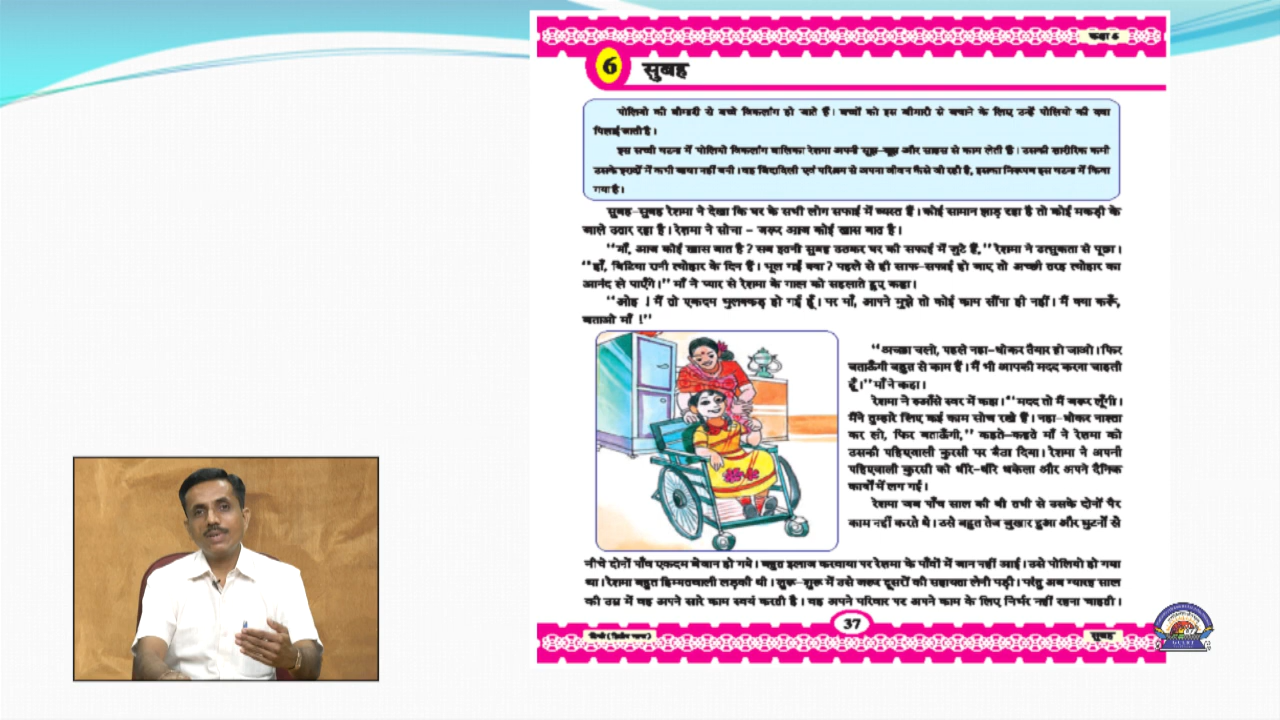 कक्षा 6
6
सुबह
पोलियो की बीमारी से बच्चे विकलांग हो जाते हैं। बच्चों को इस बीमारी से बचाने के लिए उन्हें पोलियो की दवा
पिलाई जाती है।
इस सच्ची घटना में पोलियो विकलांग बालिका रेशमा अपनी सूझ-बूझ और साहस से काम लेती है। उसकी शारीरिक कमी
उसके इरादों में कभी बाधा नहीं बनी। वह जिंदादिली एवं परिश्रम से अपना जीवन कैसे जी रही है, इसका निरूपण इस घटना में किया
गया है।
सुबह-सुबह रेशमा ने देखा कि घर के सभी लोग सफाई में व्यस्त हैं। कोई सामान झाड़ रहा है तो कोई मकड़ी के
जाले उतार रहा है। रेशमा ने सोचा - जरूर आज कोई खास बात है।
“माँ, आज कोई खास बात है? सब इतनी सुबह उठकर घर की सफाई में जुटे हैं,” रेशमा ने उत्सुकता से पूछा।
“हाँ, बिटिया रानी त्योहार के दिन हैं। भूल गई क्या? पहले से ही साफ-सफाई हो जाए तो अच्छी तरह त्योहार का
आनंद ले पाएँगे।” माँ ने प्यार से रेशमा के गाल को सहलाते हुए कहा।
“ओह ! मैं तो एकदम भुलक्कड़ हो गई हूँ। पर माँ, आपने मुझे तो कोई काम सौंपा ही नहीं। मैं क्या करूँ,
बताओ माँ !”
“अच्छा चलो, पहले नहा-धोकर तैयार हो जाओ। फिर
बताऊँगी बहुत से काम हैं। मैं भी आपकी मदद करना चाहती
हूँ।” माँ ने कहा।
रेशमा ने रुआँसे स्वर में कहा। “मदद तो मैं जरूर लूँगी।
मैंने तुम्हारे लिए कई काम सोच रखे हैं। नहा-धोकर नाश्ता
कर लो, फिर बताऊँगी,” कहते-कहते माँ ने रेशमा को
उसकी पहिएवाली कुरसी पर बैठा दिया। रेशमा ने अपनी
पहिएवाली कुरसी को धीरे-धीरे धकेला और अपने दैनिक
कार्यों में लग गई।
रेशमा जब पाँच साल की थी तभी से उसके दोनों पैर
काम नहीं करते थे। उसे बहुत तेज बुखार हुआ और घुटनों से
नीचे दोनों पाँव एकदम बेजान हो गये। बहुत इलाज करवाया पर रेशमा के पाँवों में जान नहीं आई। उसे पोलियो हो गया
था। रेशमा बहुत हिम्मतवाली लड़की थी। शुरू-शुरू में उसे जरूर दूसरों की सहायता लेनी पड़ी। परंतु अब ग्यारह साल
की उम्र में वह अपने सारे काम स्वयं करती है। वह अपने परिवार पर अपने काम के लिए निर्भर नहीं रहना चाहती।
हिन्दी (द्वितीय भाषा)
37
सुबह